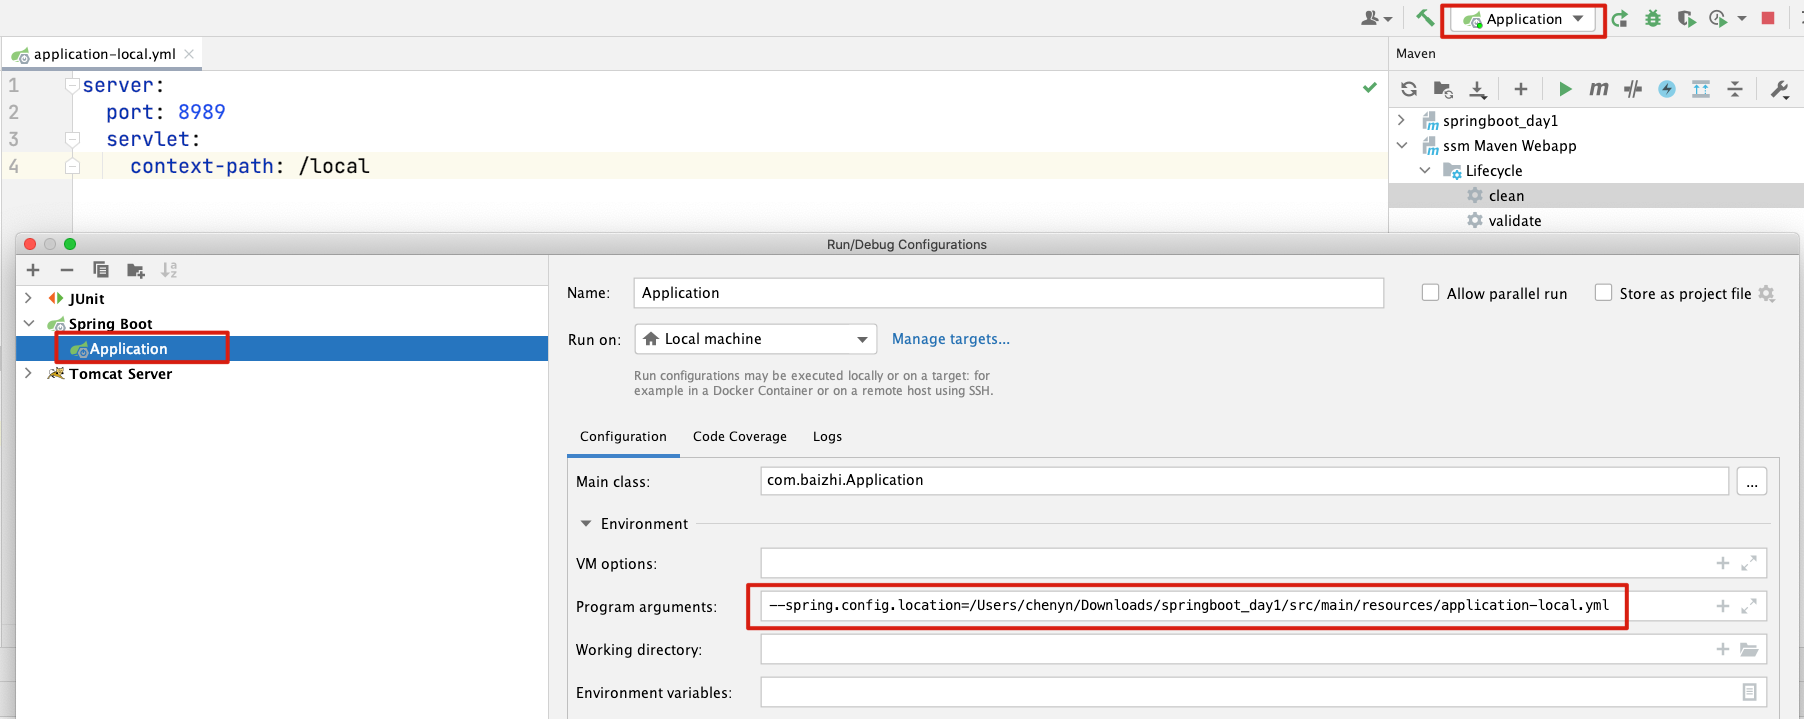 Application
application-local.yml
Maven
1 server:
2 port: 8989
3 servlet:
4 context-path: /local
springboot_day1
ssm Maven Webapp
Lifecycle
clean
validate
Run/Debug Configurations
JUnit
Spring Boot
Application
Tomcat Server
Name: Application
Allow parallel run
Store as project file
Run on: Local machine
Manage targets...
Run configurations may be executed locally or on a target: for
example in a Docker Container or on a remote host using SSH.
Configuration Code Coverage Logs
Main class: com.baizhi.Application ...
Environment
VM options:
Program arguments: --spring.config.location=/Users/chenyn/Downloads/springboot_day1/src/main/resources/application-local.yml
Working directory:
Environment variables: